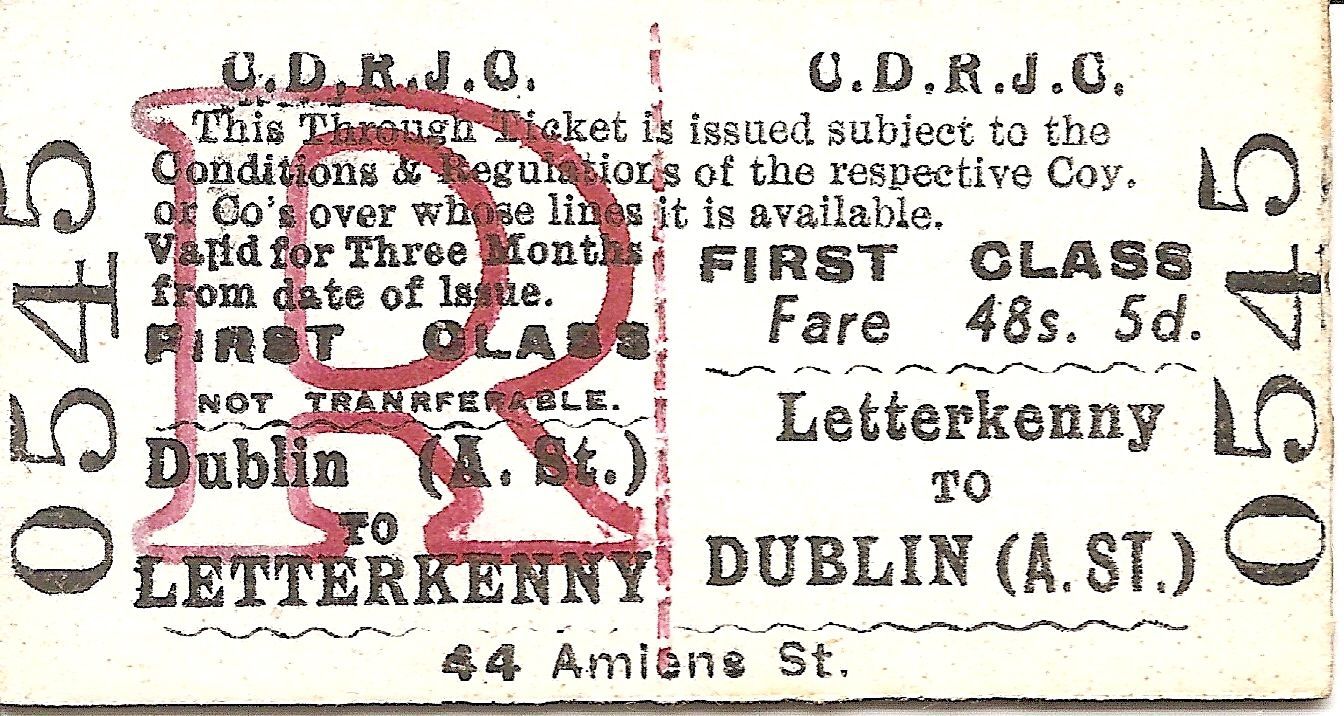 C.D.R.J.C. C.D.R.J.C.
This Through Ticket is issued subject to the
Conditions & Regulations of the respective Coy.
or Co's over whose lines it is available.
Valid for Three Months
from date of Issue.
FIRST CLASS
NOT TRANRFERABLE.
Dublin (A. St.)
TO
LETTERKENNY
FIRST CLASS
Fare 48s. 5d.
Letterkenny
TO
DUBLIN (A. ST.)
44 Amiens St.
R
0545
0545